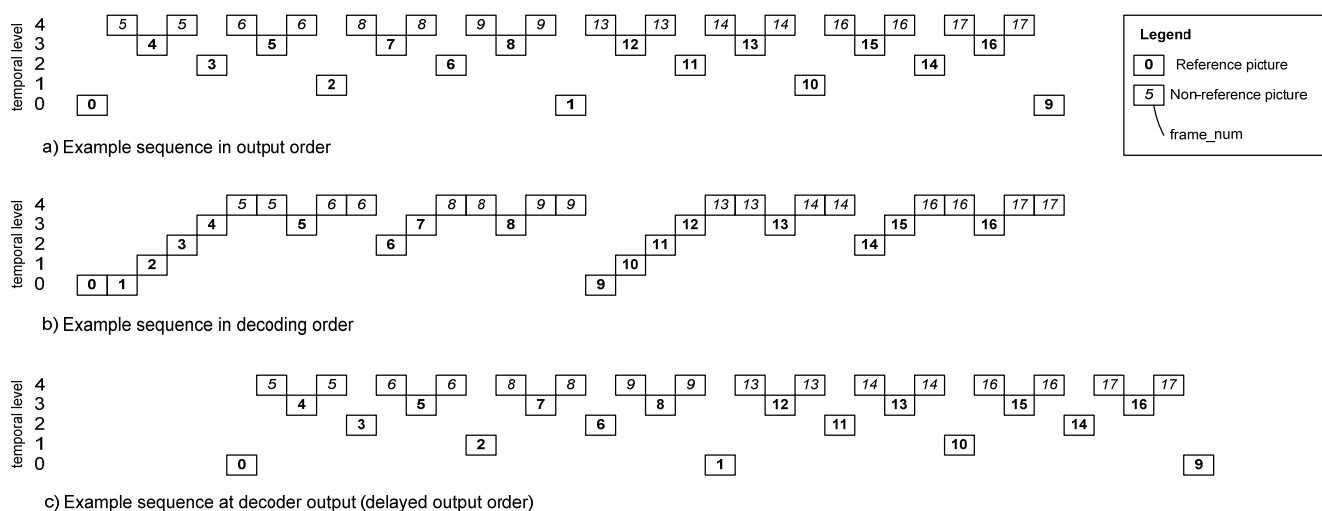 temporal level
4 5 5 6 6 8 8 9 9 13 13 14 14 16 16 17 17
3 4 5 7 8 12 13 15 16
2 3 6 11 14
1 2 10
0 0 1 9
a) Example sequence in output order
Legend
0 Reference picture
5 Non-reference picture
frame_num
temporal level
4 5 5 6 6 8 8 9 9 13 13 14 14 16 16 17 17
3 4 5 7 8 12 13 15 16
2 3 6 11 14
1 2 10
0 0 1 9
b) Example sequence in decoding order
temporal level
4 5 5 6 6 8 8 9 9 13 13 14 14 16 16 17 17
3 4 5 7 8 12 13 15 16
2 3 6 11 14
1 2 10
0 0 1 9
c) Example sequence at decoder output (delayed output order)